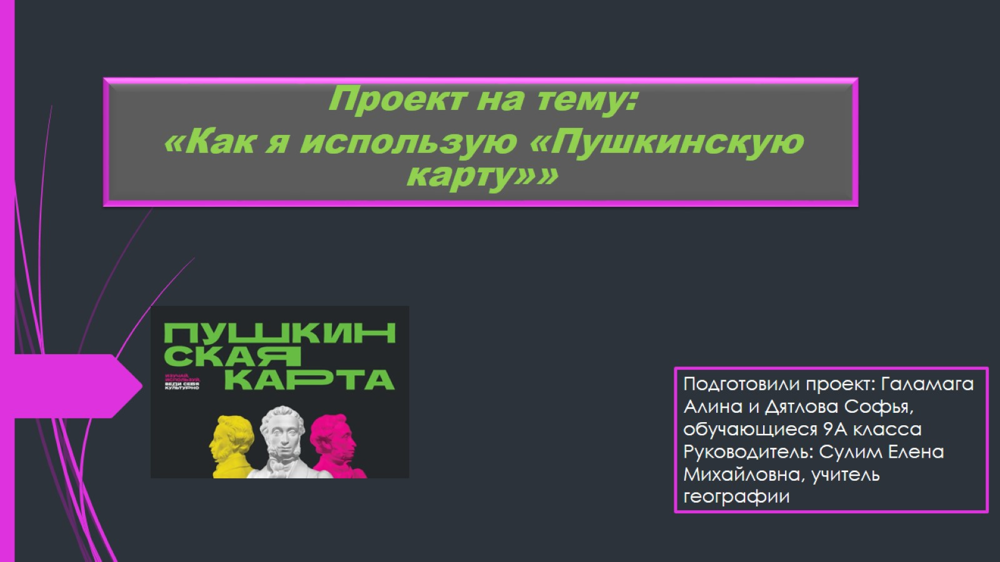 Проект на тему:
«Как я использую «Пушкинскую
карту»»
ПУШКИН
СКАЯ
КАРТА
ИЗУЧАЙ,
ИСПОЛЬЗУЙ,
ВЕДИ СЕБЯ
КУЛЬТУРНО
Подготовили проект: Галамага
Алина и Дятлова Софья,
обучающиеся 9А класса
Руководитель: Сулим Елена
Михайловна, учитель
географии